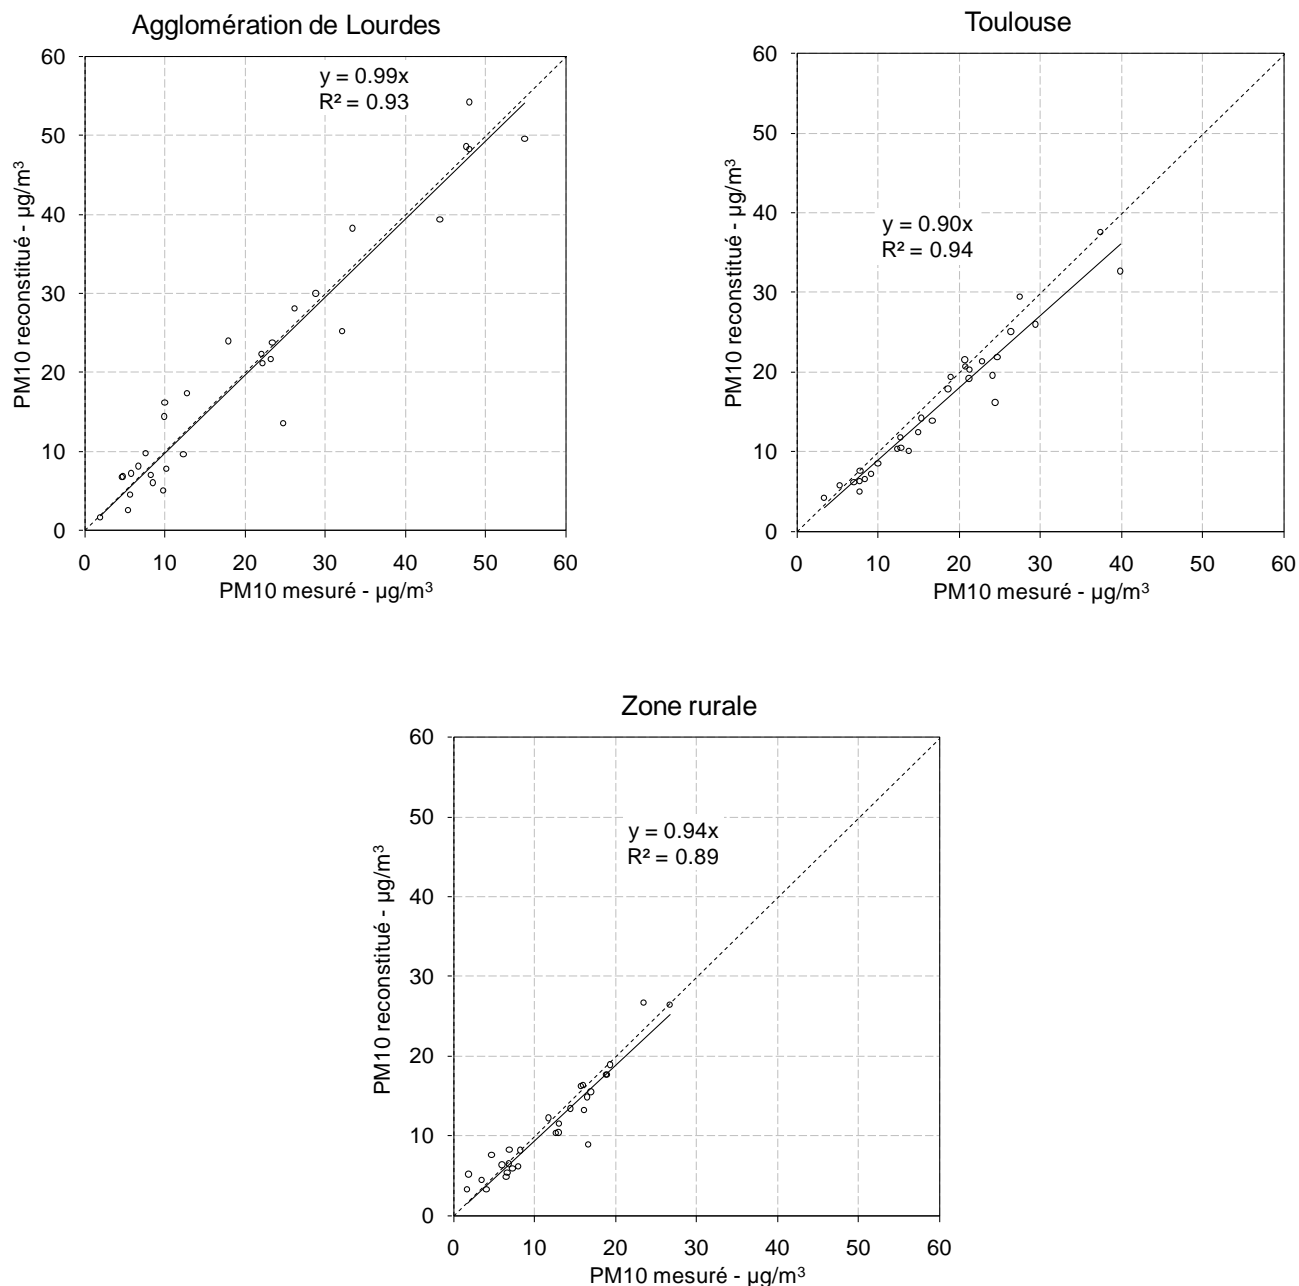 Agglomération de Lourdes
60
50
40
30
20
10
0
PM10 reconstitué - µg/m³
y = 0.99x
R² = 0.93
0 10 20 30 40 50 60
PM10 mesuré - µg/m³
Toulouse
60
50
40
30
20
10
0
PM10 reconstitué - µg/m³
y = 0.90x
R² = 0.94
0 10 20 30 40 50 60
PM10 mesuré - µg/m³
Zone rurale
60
50
40
30
20
10
0
PM10 reconstitué - µg/m³
y = 0.94x
R² = 0.89
0 10 20 30 40 50 60
PM10 mesuré - µg/m³